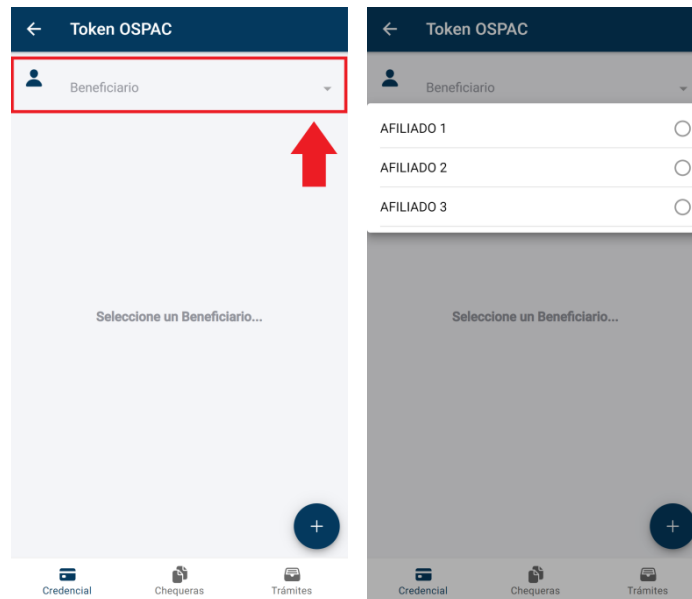 Token OSPAC
Beneficiario
Seleccione un Beneficiario...
+
Credencial
Chequeras
Trámites
Token OSPAC
Beneficiario
AFILIADO 1
AFILIADO 2
AFILIADO 3
Seleccione un Beneficiario...
+
Credencial
Chequeras
Trámites